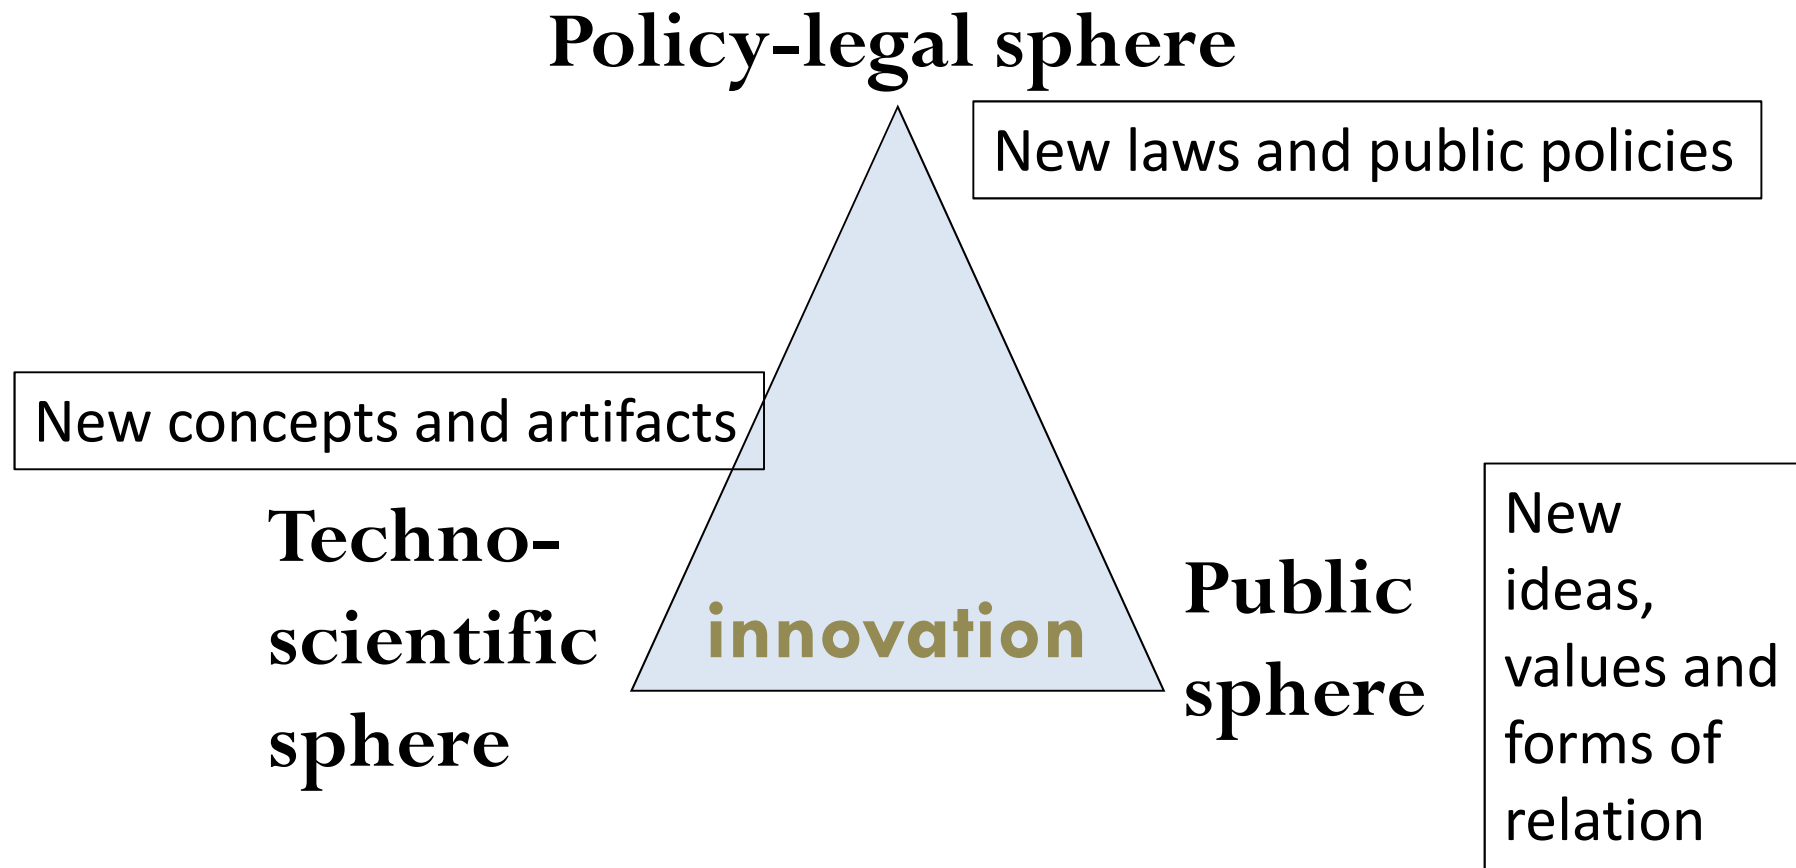 Policy-legal sphere
New laws and public policies
New concepts and artifacts
Techno-
scientific
sphere
innovation
Public
sphere
New
ideas,
values and
forms of
relation